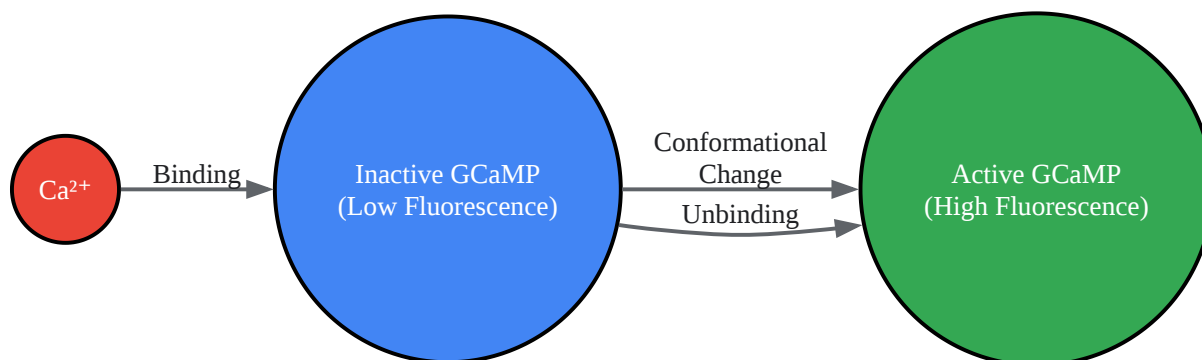 Ca²⁺
Binding
Inactive GCaMP
(Low Fluorescence)
Conformational
Change
Unbinding
Active GCaMP
(High Fluorescence)